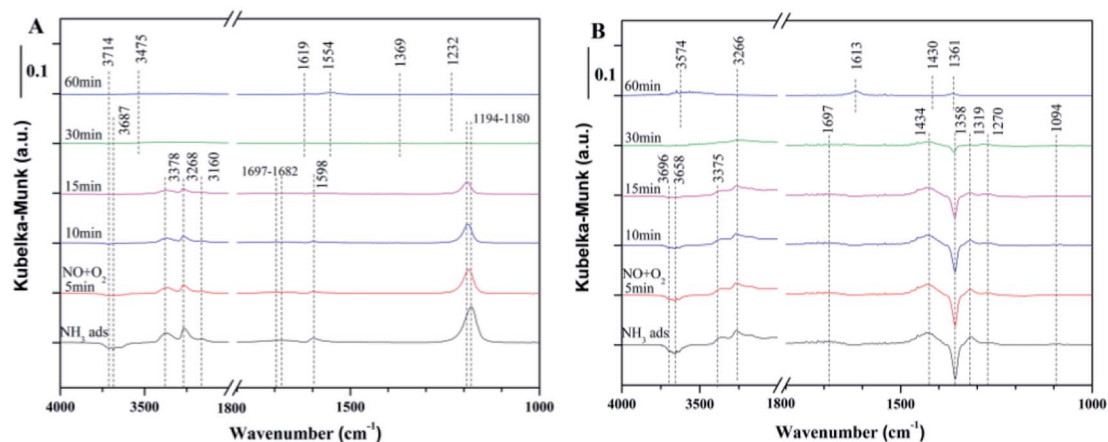 A
3714
3475
1619
1554
1369
1232
0.1
60min
3687
1194-1180
30min
3378
3268
3160
1697-1682
1598
15min
10min
NO+O₂
5min
NH₃ ads
Kubelka-Munk (a.u.)
4000
3500
1800
1500
1000
Wavenumber (cm⁻¹)
B
3574
3266
1613
1430
1361
0.1
60min
1697
1434
1358
1319
1270
1094
30min
3696
3658
3375
15min
10min
NO+O₂
5min
NH₃ ads
Kubelka-Munk (a.u.)
4000
3500
1800
1500
1000
Wavenumber (cm⁻¹)